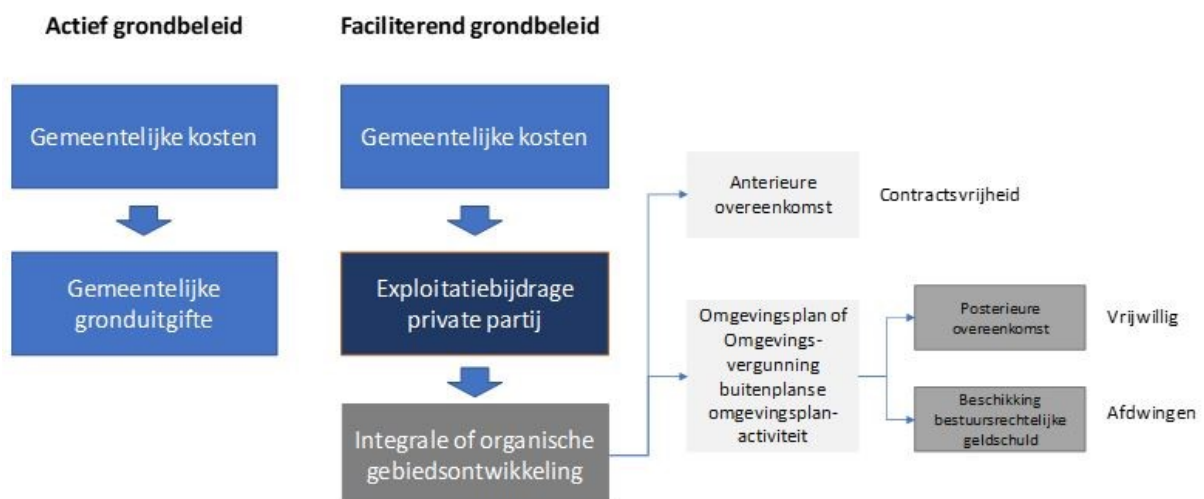 Actief grondbeleid
Faciliterend grondbeleid
Gemeentelijke kosten
Gemeentelijke
gronduitgifte
Gemeentelijke kosten
Exploitatiebijdrage
private partij
Integrale of organische
gebiedsontwikkeling
Anterieure
overeenkomst
Contractsvrijheid
Omgevingsplan of
Omgevings-
vergunning
buitenplanse
omgevingsplan-
activiteit
Posterieure
overeenkomst
Vrijwillig
Beschikking
bestuursrechtelijke
geldschuld
Afdwingen